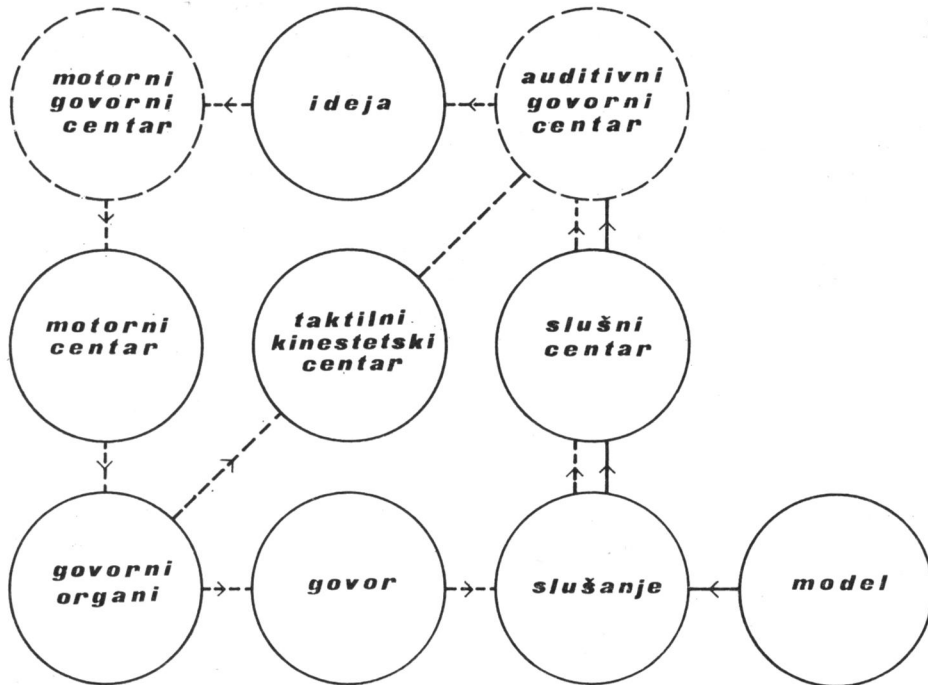 motorni
govorni
centar
ideja
auditivni
govorni
centar
motorni
centar
taktilni
kinestetski
centar
slušni
centar
govorni
organi
govor
slušanje
model